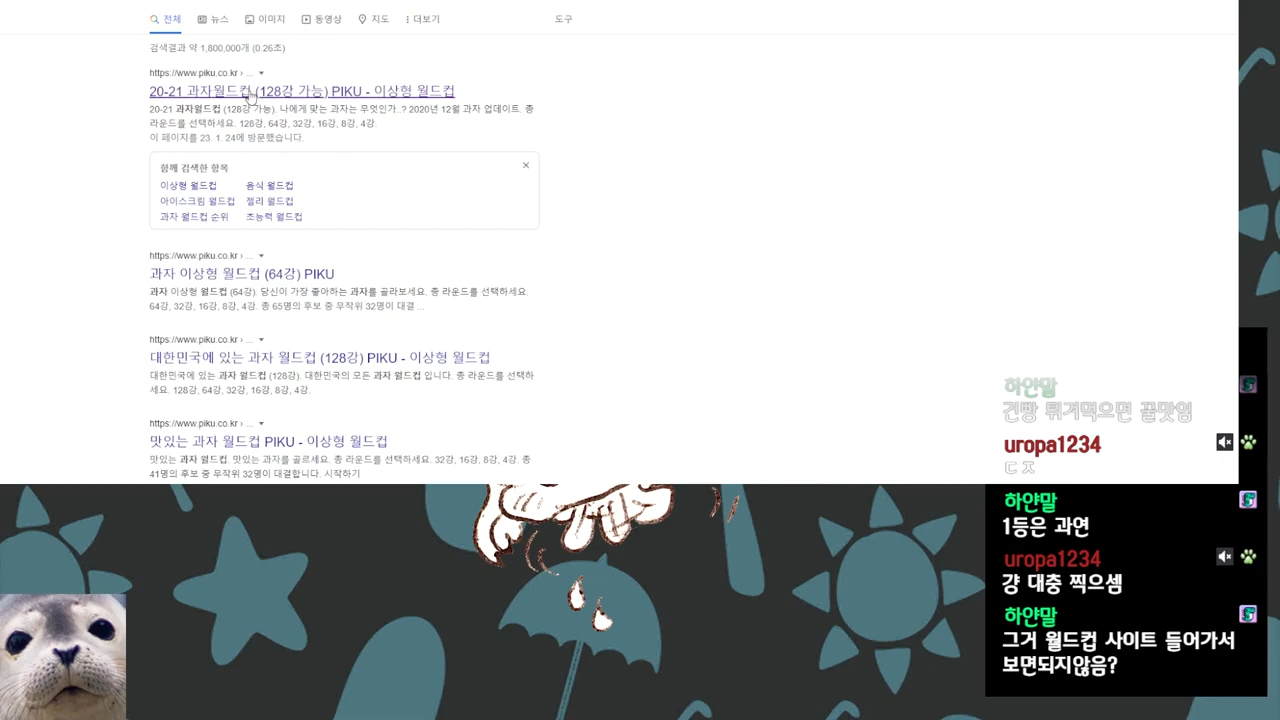 전체
뉴스
이미지
동영상
지도
더보기
도구
검색결과 약 1,800,000개 (0.26초)
https://www.piku.co.kr › ...
20-21 과자월드컵 (128강 가능) PIKU - 이상형 월드컵
20-21 과자월드컵 (128강 가능). 나에게 맞는 과자는 무엇인가..? 2020년 12월 과자 업데이트. 총
라운드를 선택하세요. 128강, 64강, 32강, 16강, 8강, 4강.
이 페이지를 23. 1. 24에 방문했습니다.
함께 검색한 항목
이상형 월드컵 음식 월드컵
아이스크림 월드컵 젤리 월드컵
과자 월드컵 순위 초능력 월드컵
https://www.piku.co.kr › ...
과자 이상형 월드컵 (64강) PIKU
과자 이상형 월드컵 (64강). 당신이 가장 좋아하는 과자를 골라보세요. 총 라운드를 선택하세요.
64강, 32강, 16강, 8강, 4강. 총 65명의 후보 중 무작위 32명이 대결 ...
https://www.piku.co.kr › ...
대한민국에 있는 과자 월드컵 (128강) PIKU - 이상형 월드컵
대한민국에 있는 과자 월드컵 (128강). 대한민국의 모든 과자 월드컵 입니다. 총 라운드를 선택하
세요. 128강, 64강, 32강, 16강, 8강, 4강.
https://www.piku.co.kr › ...
맛있는 과자 월드컵 PIKU - 이상형 월드컵
맛있는 과자 월드컵. 맛있는 과자를 골르세요. 총 라운드를 선택하세요. 32강, 16강, 8강, 4강. 총
41명의 후보 중 무작위 32명이 대결합니다. 시작하기
하얀말
건빵 튀겨먹으면 꿀맛임
uropa1234
ㄷㅈ
하얀말
1등은 과연
uropa1234
걍 대충 찍으셈
하얀말
그거 월드컵 사이트 들어가서
보면되지않음?